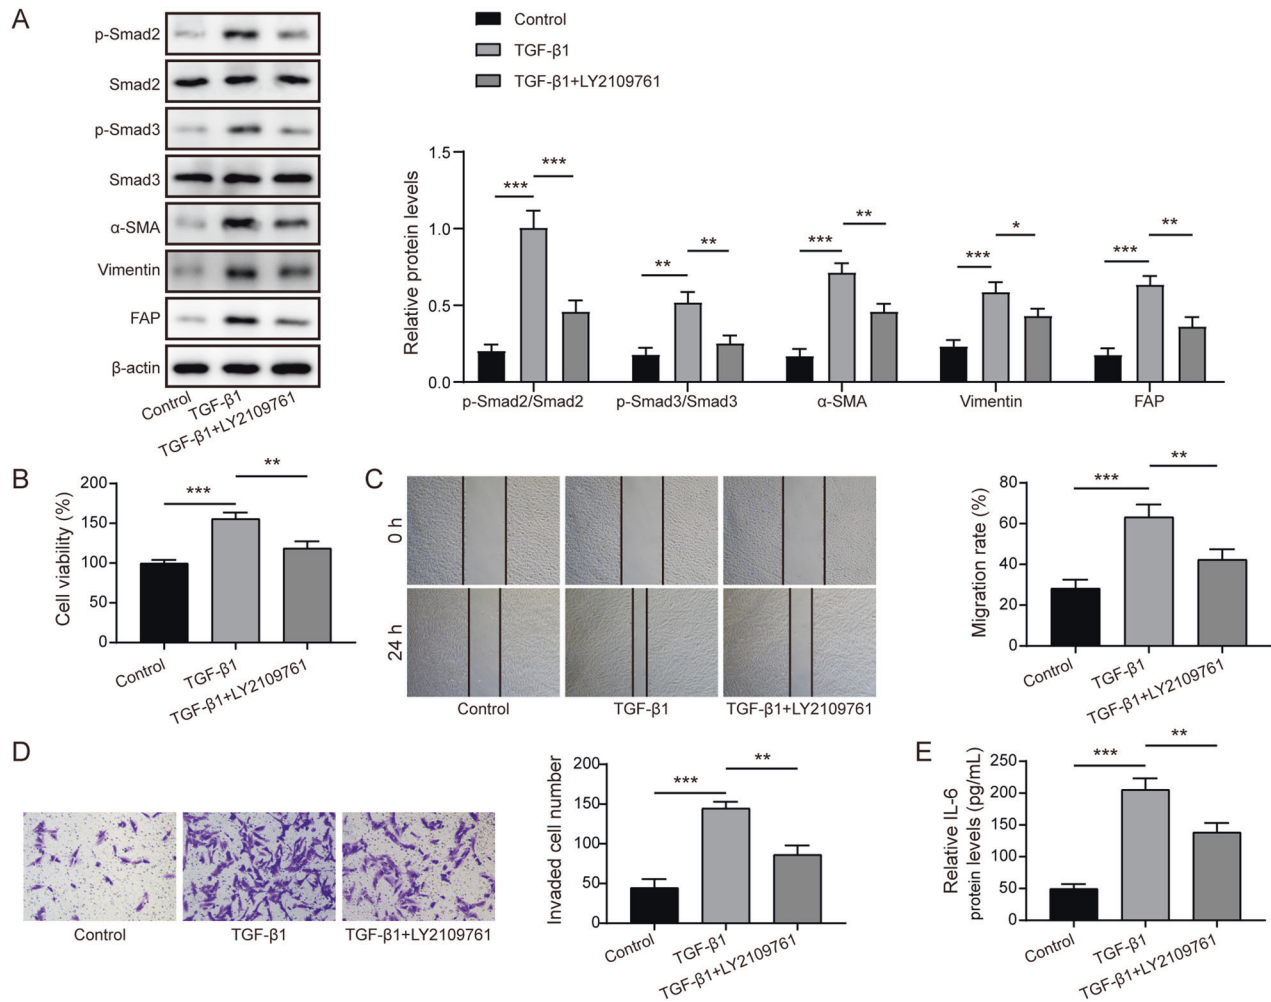 A
p-Smad2
Smad2
p-Smad3
Smad3
α-SMA
Vimentin
FAP
β-actin
Control
TGF-β1
TGF-β1+LY2109761
Control
TGF-β1
TGF-β1+LY2109761
Relative protein levels
1.5
1.0
0.5
0.0
*** ***
** **
*** **
*** *
*** **
p-Smad2/Smad2 p-Smad3/Smad3 α-SMA Vimentin FAP
B
Cell viability (%)
200
150
100
50
0
*** **
Control
TGF-β1
TGF-β1+LY2109761
C
0 h
24 h
Control TGF-β1 TGF-β1+LY2109761
Migration rate (%)
80
60
40
20
0
*** **
Control
TGF-β1
TGF-β1+LY2109761
D
Control TGF-β1 TGF-β1+LY2109761
Invaded cell number
200
150
100
50
0
*** **
Control
TGF-β1
TGF-β1+LY2109761
E
Relative IL-6
protein levels (pg/mL)
250
200
150
100
50
0
*** **
Control
TGF-β1
TGF-β1+LY2109761